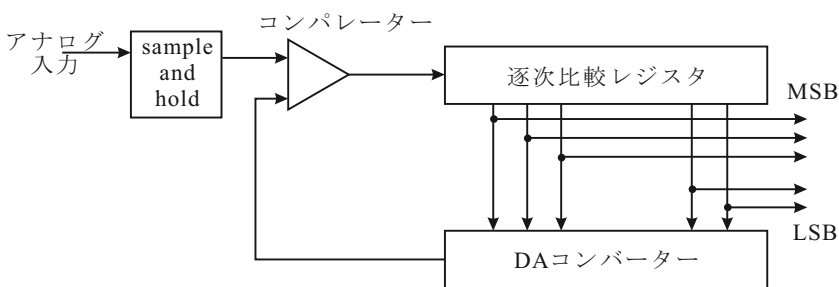 コンパレーター
アナログ
入力
sample
and
hold
逐次比較レジスタ
MSB
LSB
DAコンバーター